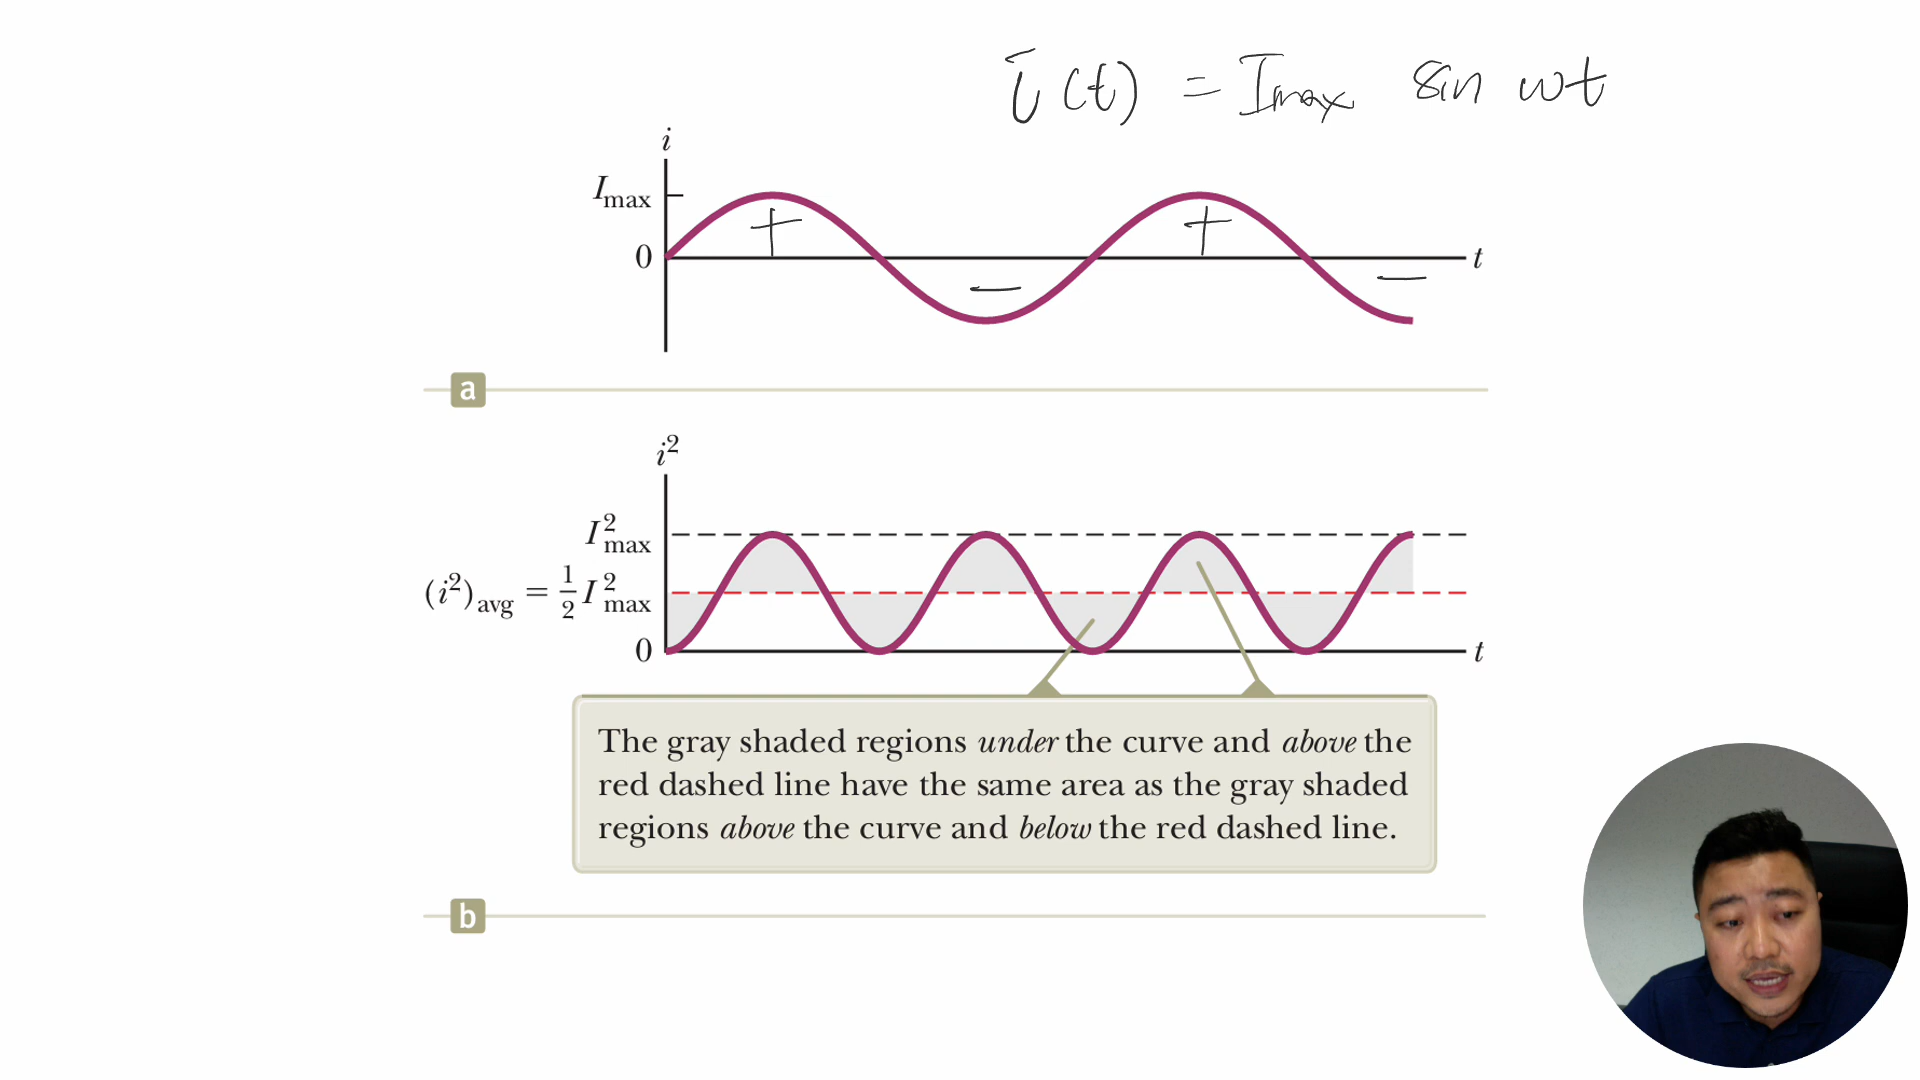 i(t) = Imax sin ωt
i
Imax
+ +
0 t
− −
a
i²
I²max
(i²)avg = 1/2 I²max
0 t
The gray shaded regions under the curve and above the
red dashed line have the same area as the gray shaded
regions above the curve and below the red dashed line.
b